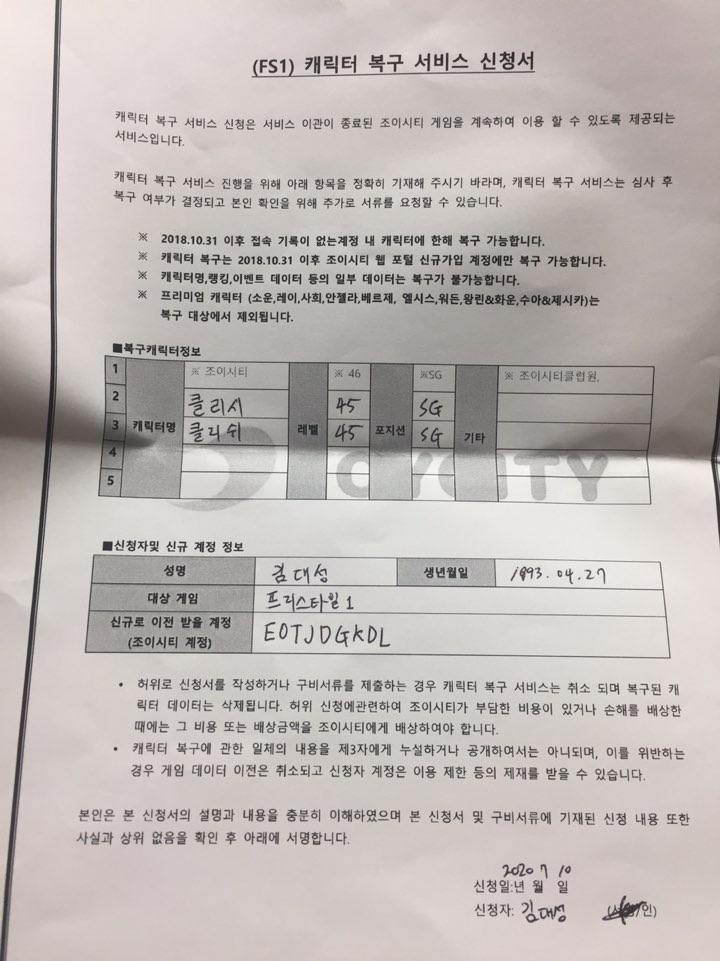 (FS1) 캐릭터 복구 서비스 신청서
캐릭터 복구 서비스 신청은 서비스 이관이 종료된 조이시티 게임을 계속하여 이용 할 수 있도록 제공되는
서비스입니다.
캐릭터 복구 서비스 진행을 위해 아래 항목을 정확히 기재해 주시기 바라며, 캐릭터 복구 서비스는 심사 후
복구 여부가 결정되고 본인 확인을 위해 추가로 서류를 요청할 수 있습니다.
※ 2018.10.31 이후 접속 기록이 없는계정 내 캐릭터에 한해 복구 가능합니다.
※ 캐릭터 복구는 2018.10.31 이후 조이시티 웹 포털 신규가입 계정에만 복구 가능합니다.
※ 캐릭터명,랭킹,이벤트 데이터 등의 일부 데이터는 복구가 불가능합니다.
※ 프리미엄 캐릭터 (소운,레이,사희,안젤라,베르제, 엘시스,워든,왕린&화운,수아&제시카)는
복구 대상에서 제외됩니다.
■복구캐릭터정보
1 ※ 조이시티 ※ 46 ※SG ※ 조이시티클럽원,
2 클리시 45 SG
3 캐릭터명 클리쉬 레벨 45 포지션 SG 기타
4
5
JOYCITY
■신청자및 신규 계정 정보
성명 김대성 생년월일 1993.04.27
대상 게임 프리스타일1
신규로 이전 받을 계정
(조이시티 계정) EOTJDGKDL
• 허위로 신청서를 작성하거나 구비서류를 제출하는 경우 캐릭터 복구 서비스는 취소 되며 복구된 캐
릭터 데이터는 삭제됩니다. 허위 신청에관련하여 조이시티가 부담한 비용이 있거나 손해를 배상한
때에는 그 비용 또는 배상금액을 조이시티에게 배상하여야 합니다.
• 캐릭터 복구에 관한 일체의 내용을 제3자에게 누설하거나 공개하여서는 아니되며, 이를 위반하는
경우 게임 데이터 이전은 취소되고 신청자 계정은 이용 제한 등의 제재를 받을 수 있습니다.
본인은 본 신청서의 설명과 내용을 충분히 이해하였으며 본 신청서 및 구비서류에 기재된 신청 내용 또한
사실과 상위 없음을 확인 후 아래에 서명합니다.
2020 7 10
신청일:년 월 일
신청자: 김대성 (서명/인)